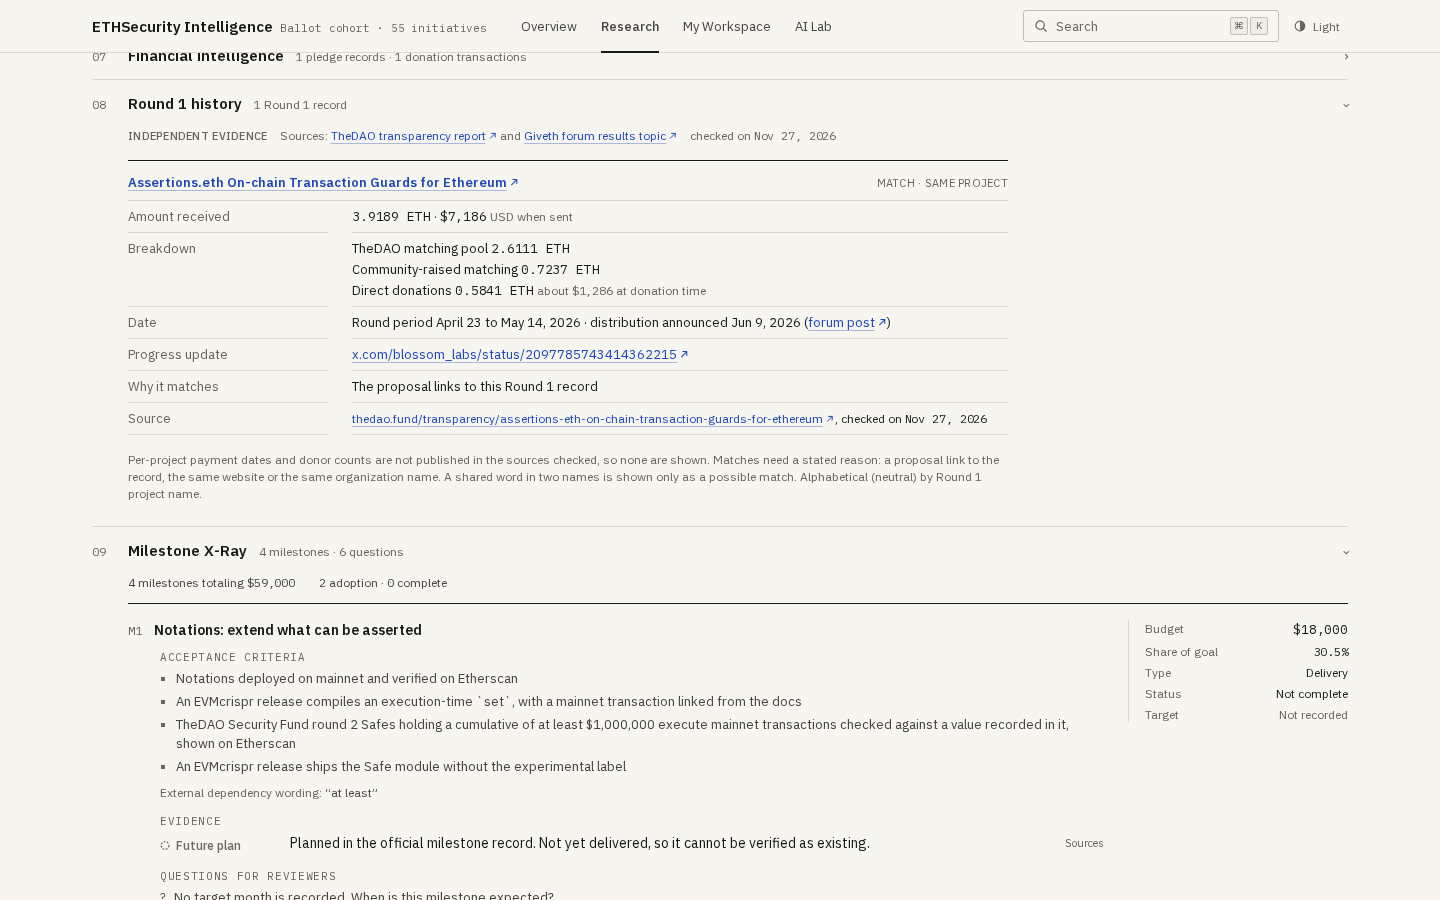 ETHSecurity Intelligence Ballot cohort · 55 initiatives Overview Research My Workspace AI Lab Search ⌘ K Light
07 Financial Intelligence 1 pledge records · 1 donation transactions
08 Round 1 history 1 Round 1 record
INDEPENDENT EVIDENCE Sources: TheDAO transparency report ↗ and Giveth forum results topic ↗ checked on Nov 27, 2026
Assertions.eth On-chain Transaction Guards for Ethereum ↗ MATCH · SAME PROJECT
Amount received 3.9189 ETH · $7,186 USD when sent
Breakdown TheDAO matching pool 2.6111 ETH
Community-raised matching 0.7237 ETH
Direct donations 0.5841 ETH about $1,286 at donation time
Date Round period April 23 to May 14, 2026 · distribution announced Jun 9, 2026 (forum post ↗)
Progress update x.com/blossom_labs/status/2097785743414362215 ↗
Why it matches The proposal links to this Round 1 record
Source thedao.fund/transparency/assertions-eth-on-chain-transaction-guards-for-ethereum ↗, checked on Nov 27, 2026
Per-project payment dates and donor counts are not published in the sources checked, so none are shown. Matches need a stated reason: a proposal link to the
record, the same website or the same organization name. A shared word in two names is shown only as a possible match. Alphabetical (neutral) by Round 1
project name.
09 Milestone X-Ray 4 milestones · 6 questions
4 milestones totaling $59,000 2 adoption · 0 complete
M1 Notations: extend what can be asserted
Budget $18,000
Share of goal 30.5%
Type Delivery
Status Not complete
Target Not recorded
ACCEPTANCE CRITERIA
▪ Notations deployed on mainnet and verified on Etherscan
▪ An EVMcrispr release compiles an execution-time `set`, with a mainnet transaction linked from the docs
▪ TheDAO Security Fund round 2 Safes holding a cumulative of at least $1,000,000 execute mainnet transactions checked against a value recorded in it,
shown on Etherscan
▪ An EVMcrispr release ships the Safe module without the experimental label
External dependency wording: “at least”
EVIDENCE
Future plan Planned in the official milestone record. Not yet delivered, so it cannot be verified as existing. Sources
QUESTIONS FOR REVIEWERS
? No target month is recorded. When is this milestone expected?